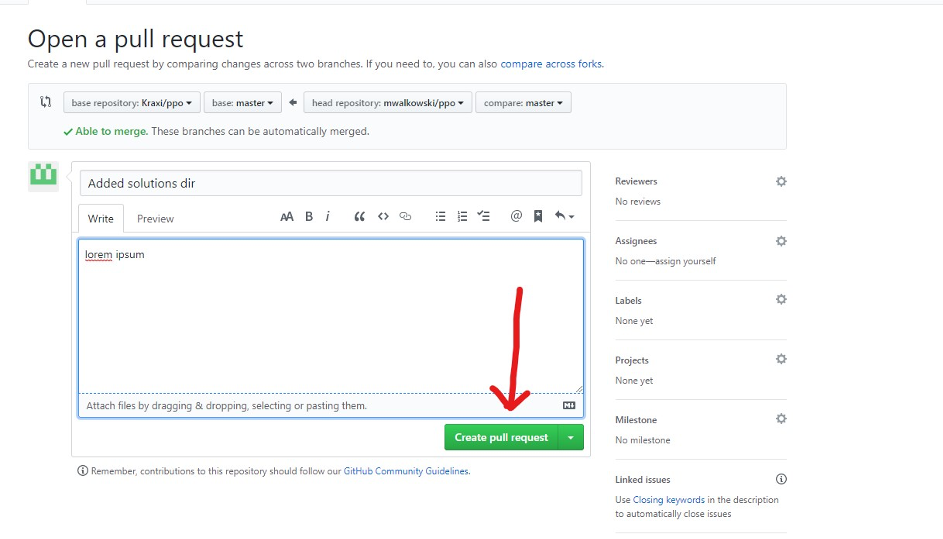 Open a pull request
Create a new pull request by comparing changes across two branches. If you need to, you can also compare across forks.
base repository: Kraxi/ppo base: master head repository: mwalkowski/ppo compare: master
Able to merge. These branches can be automatically merged.
Added solutions dir
Write Preview AA B i
lorem ipsum
Attach files by dragging & dropping, selecting or pasting them.
Create pull request
Remember, contributions to this repository should follow our GitHub Community Guidelines.
Reviewers
No reviews
Assignees
No one—assign yourself
Labels
None yet
Projects
None yet
Milestone
No milestone
Linked issues
Use Closing keywords in the description
to automatically close issues